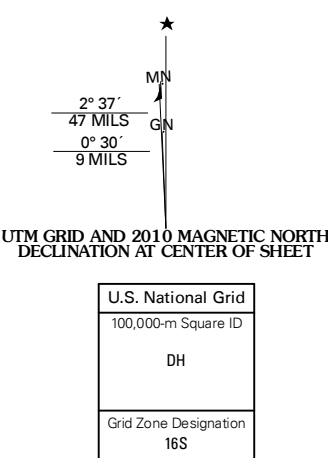 MN
2° 37´
47 MILS
GN
0° 30´
9 MILS
UTM GRID AND 2010 MAGNETIC NORTH
DECLINATION AT CENTER OF SHEET
U.S. National Grid
100,000-m Square ID
DH
Grid Zone Designation
16S